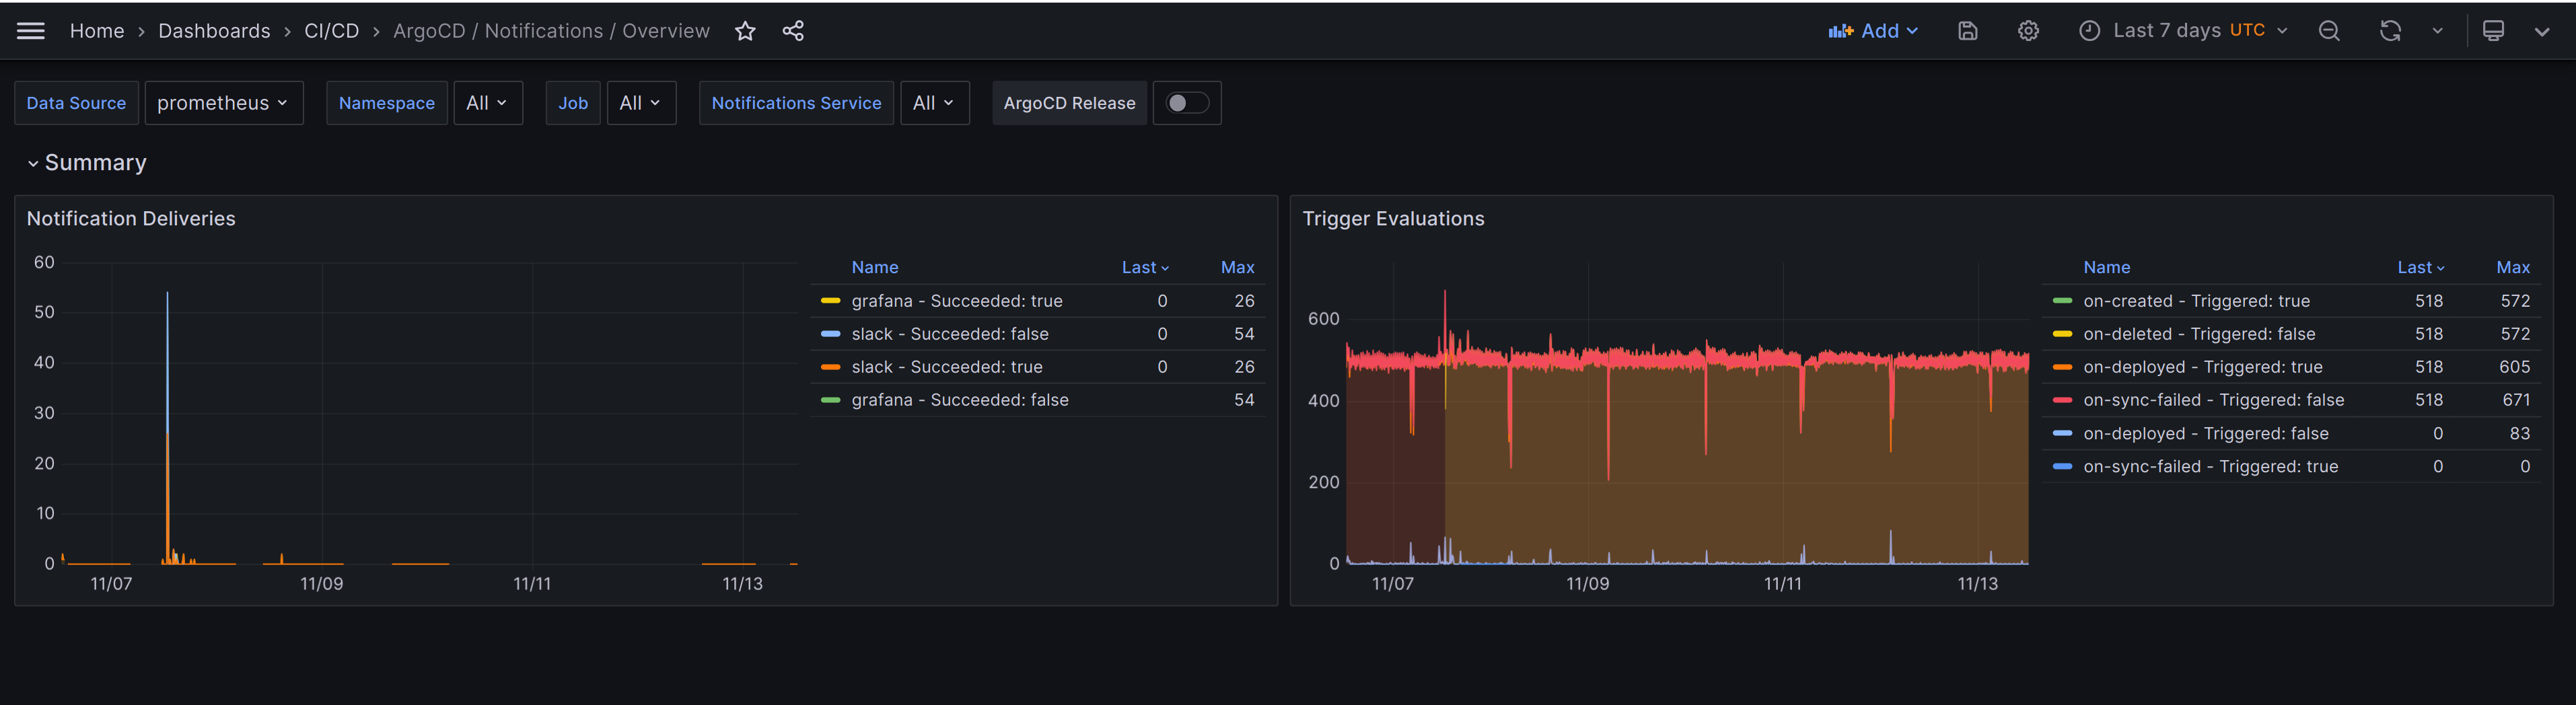 Home › Dashboards › CI/CD › ArgoCD / Notifications / Overview Add Last 7 days UTC
Data Source prometheus Namespace All Job All Notifications Service All ArgoCD Release
Summary
Notification Deliveries
60
50
40
30
20
10
0
11/07 11/09 11/11 11/13
Name Last Max
grafana - Succeeded: true 0 26
slack - Succeeded: false 0 54
slack - Succeeded: true 0 26
grafana - Succeeded: false 54
Trigger Evaluations
600
400
200
0
11/07 11/09 11/11 11/13
Name Last Max
on-created - Triggered: true 518 572
on-deleted - Triggered: false 518 572
on-deployed - Triggered: true 518 605
on-sync-failed - Triggered: false 518 671
on-deployed - Triggered: false 0 83
on-sync-failed - Triggered: true 0 0